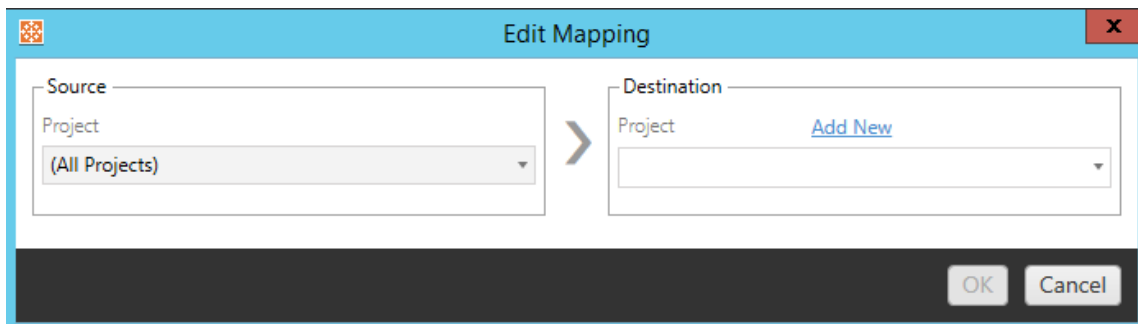 Edit Mapping
x
Source
Project
(All Projects)
Destination
Project Add New
OK Cancel